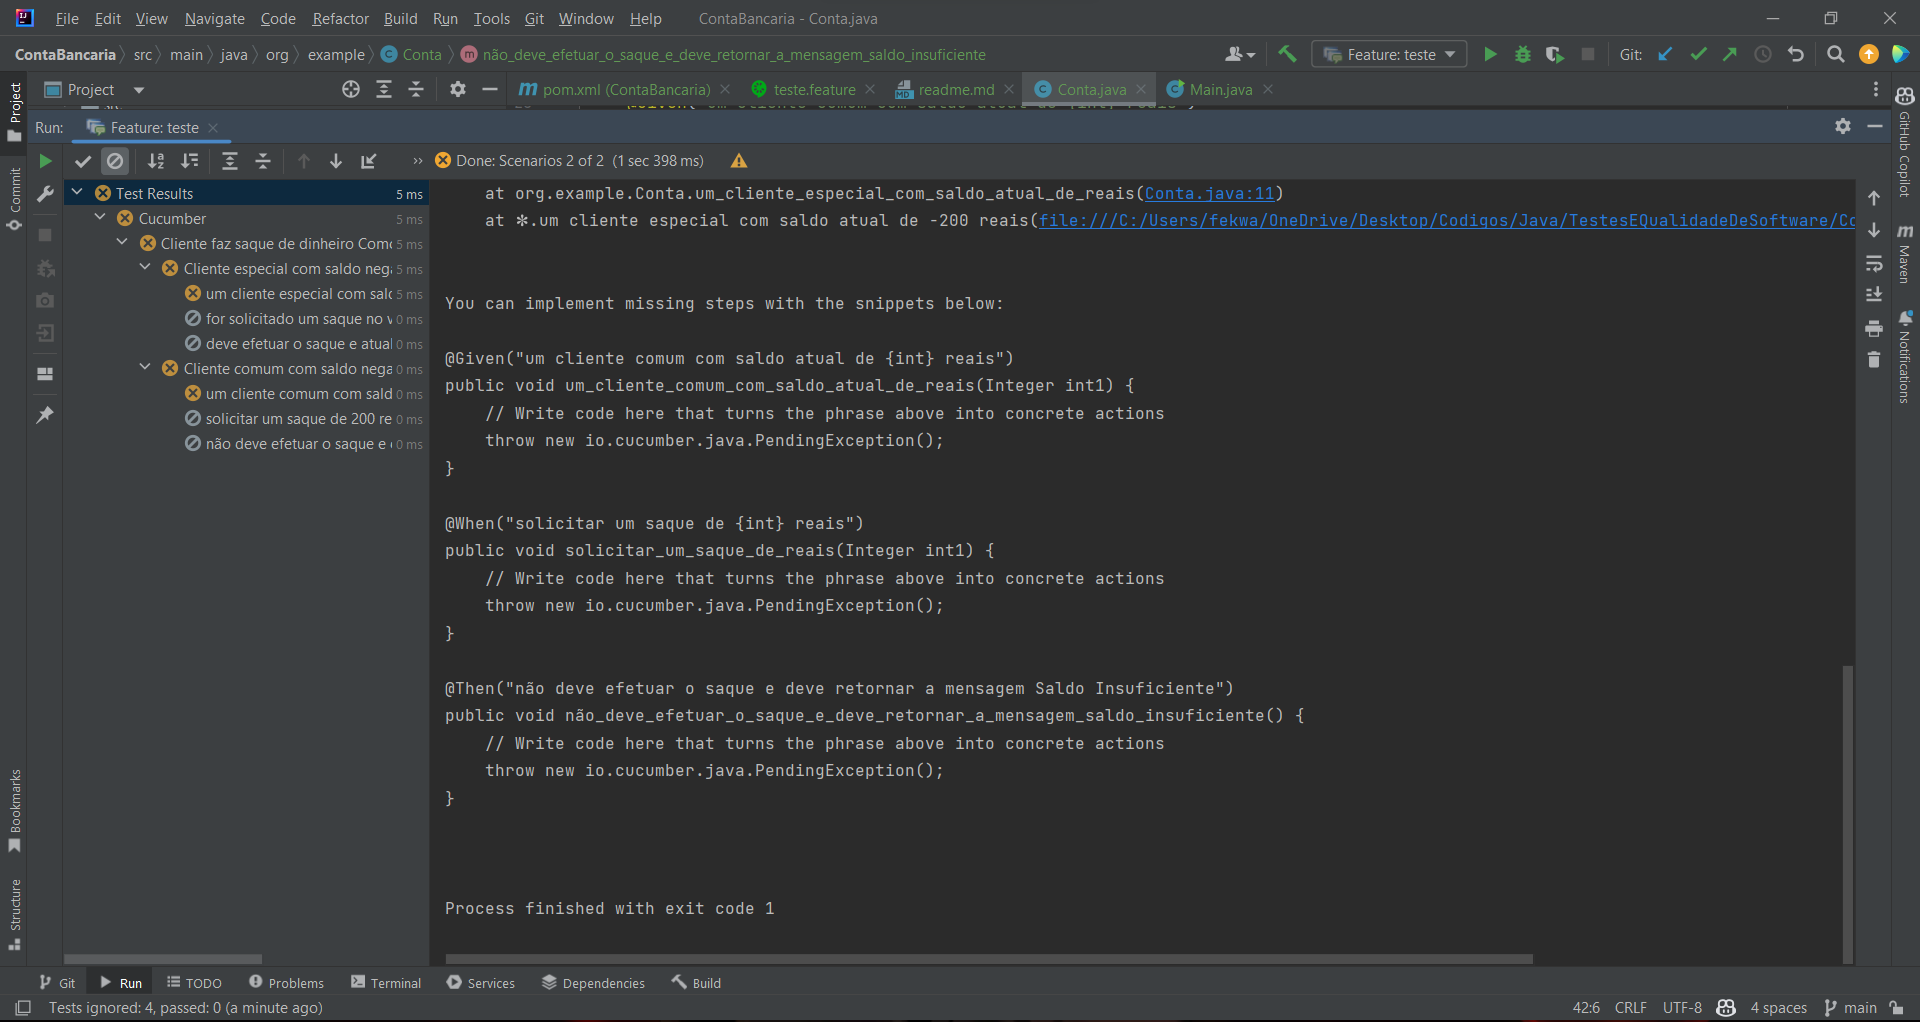 File Edit View Navigate Code Refactor Build Run Tools Git Window Help ContaBancaria - Conta.java
ContaBancaria src main java org example Conta não_deve_efetuar_o_saque_e_deve_retornar_a_mensagem_saldo_insuficiente Feature: teste Git:
Project pom.xml (ContaBancaria) teste.feature readme.md Conta.java Main.java
Run: Feature: teste
Done: Scenarios 2 of 2 (1 sec 398 ms)
Test Results 5 ms
Cucumber 5 ms
Cliente faz saque de dinheiro Com 5 ms
Cliente especial com saldo neg 5 ms
um cliente especial com sal 5 ms
for solicitado um saque no v 0 ms
deve efetuar o saque e atual 0 ms
Cliente comum com saldo nega 0 ms
um cliente comum com sald 0 ms
solicitar um saque de 200 re 0 ms
não deve efetuar o saque e 0 ms
at org.example.Conta.um_cliente_especial_com_saldo_atual_de_reais(Conta.java:11)
at ✽.um cliente especial com saldo atual de -200 reais(file:///C:/Users/fekwa/OneDrive/Desktop/Codigos/Java/TestesEQualidadeDeSoftware/Co
You can implement missing steps with the snippets below:
@Given("um cliente comum com saldo atual de {int} reais")
public void um_cliente_comum_com_saldo_atual_de_reais(Integer int1) {
// Write code here that turns the phrase above into concrete actions
throw new io.cucumber.java.PendingException();
}
@When("solicitar um saque de {int} reais")
public void solicitar_um_saque_de_reais(Integer int1) {
// Write code here that turns the phrase above into concrete actions
throw new io.cucumber.java.PendingException();
}
@Then("não deve efetuar o saque e deve retornar a mensagem Saldo Insuficiente")
public void não_deve_efetuar_o_saque_e_deve_retornar_a_mensagem_saldo_insuficiente() {
// Write code here that turns the phrase above into concrete actions
throw new io.cucumber.java.PendingException();
}
Process finished with exit code 1
Project
Commit
Bookmarks
Structure
GitHub Copilot
Maven
Notifications
Git Run TODO Problems Terminal Services Dependencies Build
Tests ignored: 4, passed: 0 (a minute ago) 42:6 CRLF UTF-8 4 spaces main